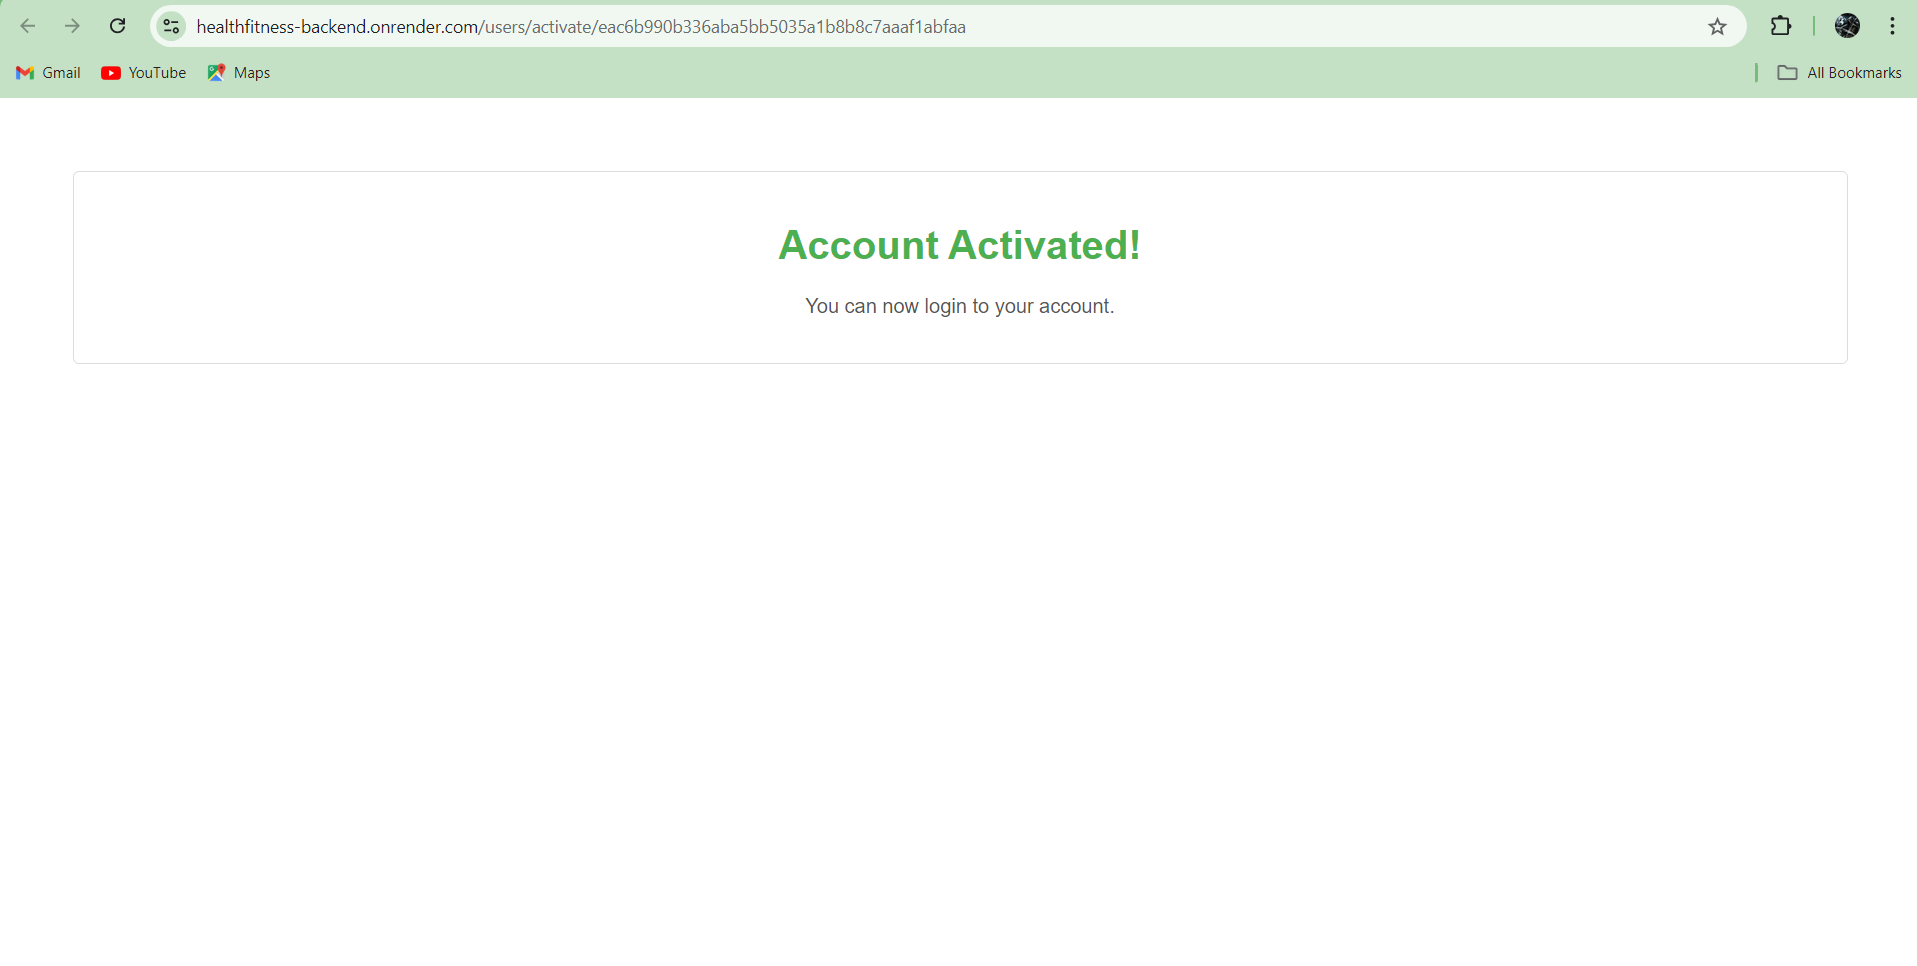 healthfitness-backend.onrender.com/users/activate/eac6b990b336aba5bb5035a1b8b8c7aaaf1abfaa
Gmail YouTube Maps All Bookmarks
Account Activated!
You can now login to your account.